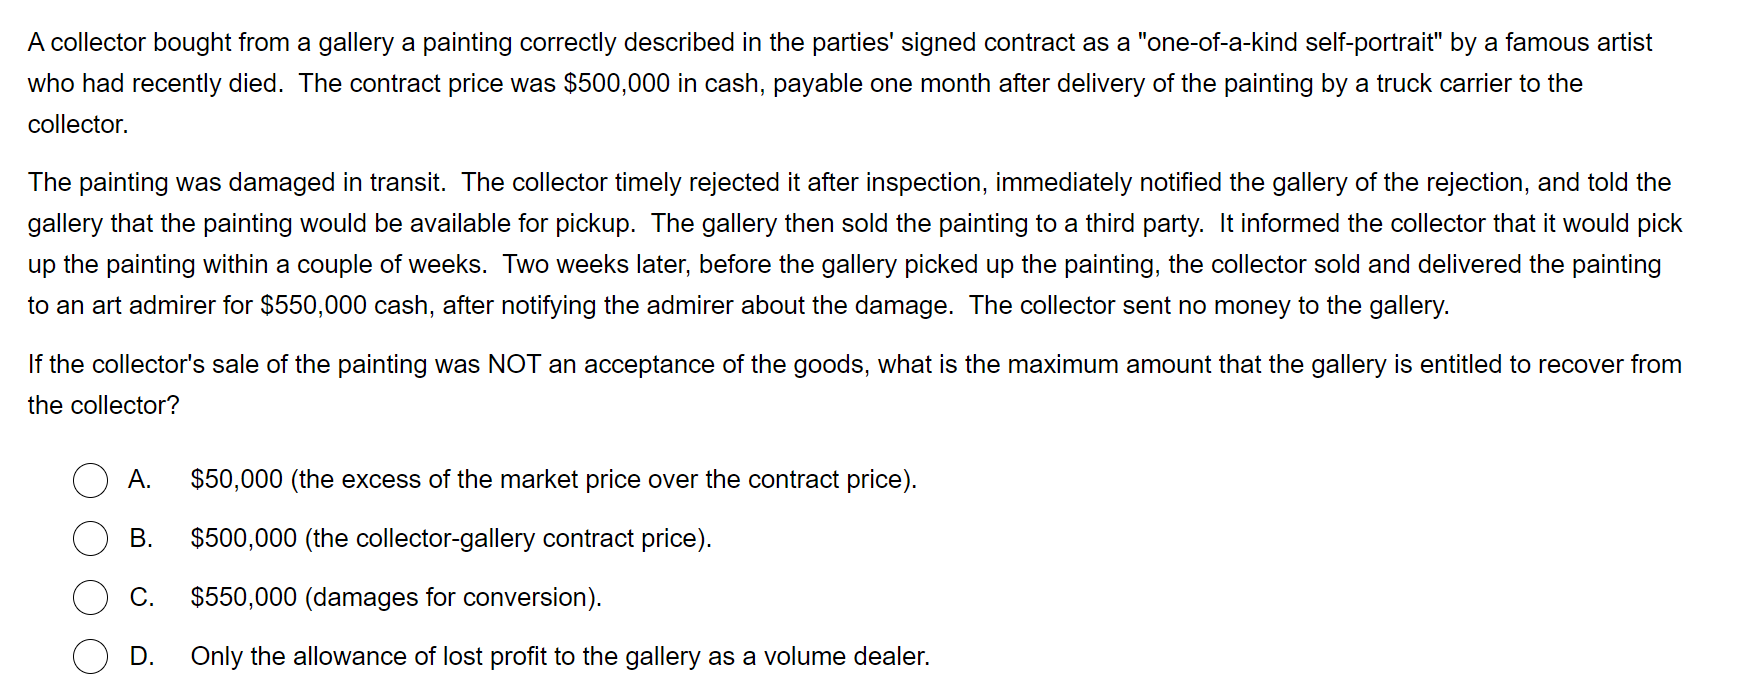 A collector bought from a gallery a painting correctly described in the parties' signed contract as a "one-of-a-kind self-portrait" by a famous artist
who had recently died.  The contract price was $500,000 in cash, payable one month after delivery of the painting by a truck carrier to the
collector.
The painting was damaged in transit.  The collector timely rejected it after inspection, immediately notified the gallery of the rejection, and told the
gallery that the painting would be available for pickup.  The gallery then sold the painting to a third party.  It informed the collector that it would pick
up the painting within a couple of weeks.  Two weeks later, before the gallery picked up the painting, the collector sold and delivered the painting
to an art admirer for $550,000 cash, after notifying the admirer about the damage.  The collector sent no money to the gallery.
If the collector's sale of the painting was NOT an acceptance of the goods, what is the maximum amount that the gallery is entitled to recover from
the collector?
A. $50,000 (the excess of the market price over the contract price).
B. $500,000 (the collector-gallery contract price).
C. $550,000 (damages for conversion).
D. Only the allowance of lost profit to the gallery as a volume dealer.